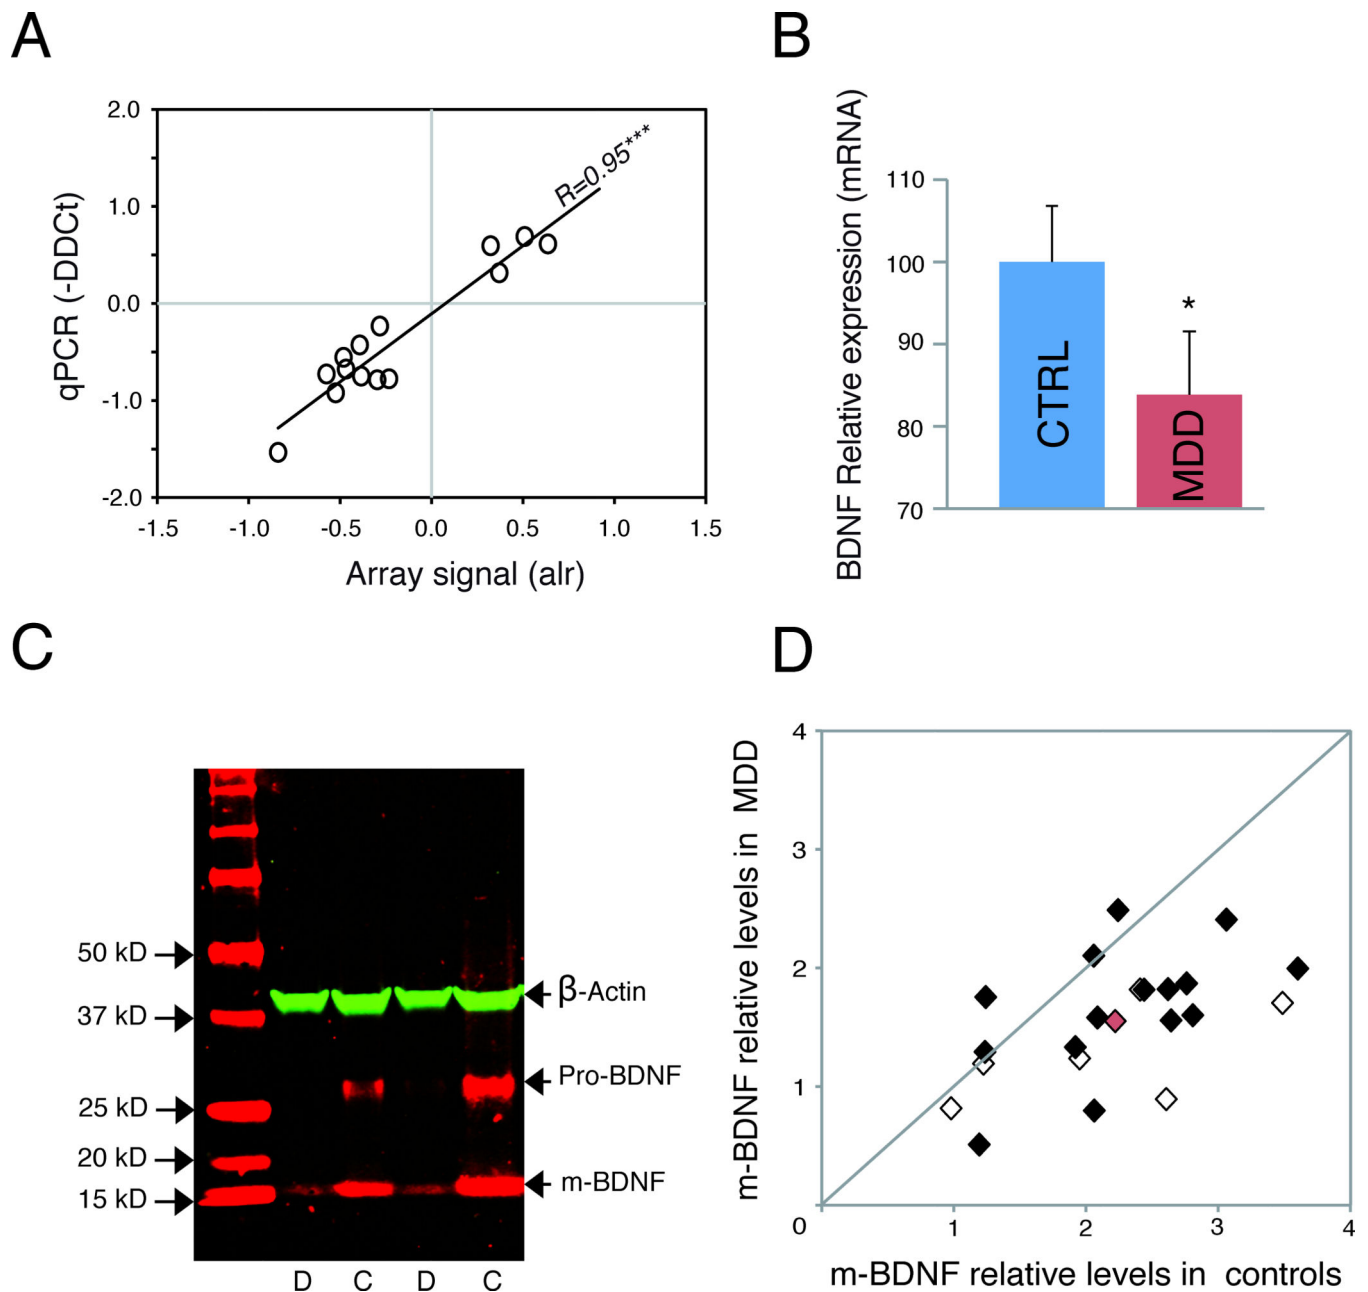 A
qPCR (-DDCt)
2.0
1.0
0.0
-1.0
-2.0
R=0.95***
-1.5
-1.0
-0.5
0.0
0.5
1.0
1.5
Array signal (alr)
B
BDNF Relative expression (mRNA)
110
100
90
80
70
CTRL
*
MDD
C
50 kD
37 kD
25 kD
20 kD
15 kD
β-Actin
Pro-BDNF
m-BDNF
D C D C
D
m-BDNF relative levels in MDD
4
3
2
1
0
1
2
3
4
m-BDNF relative levels in controls